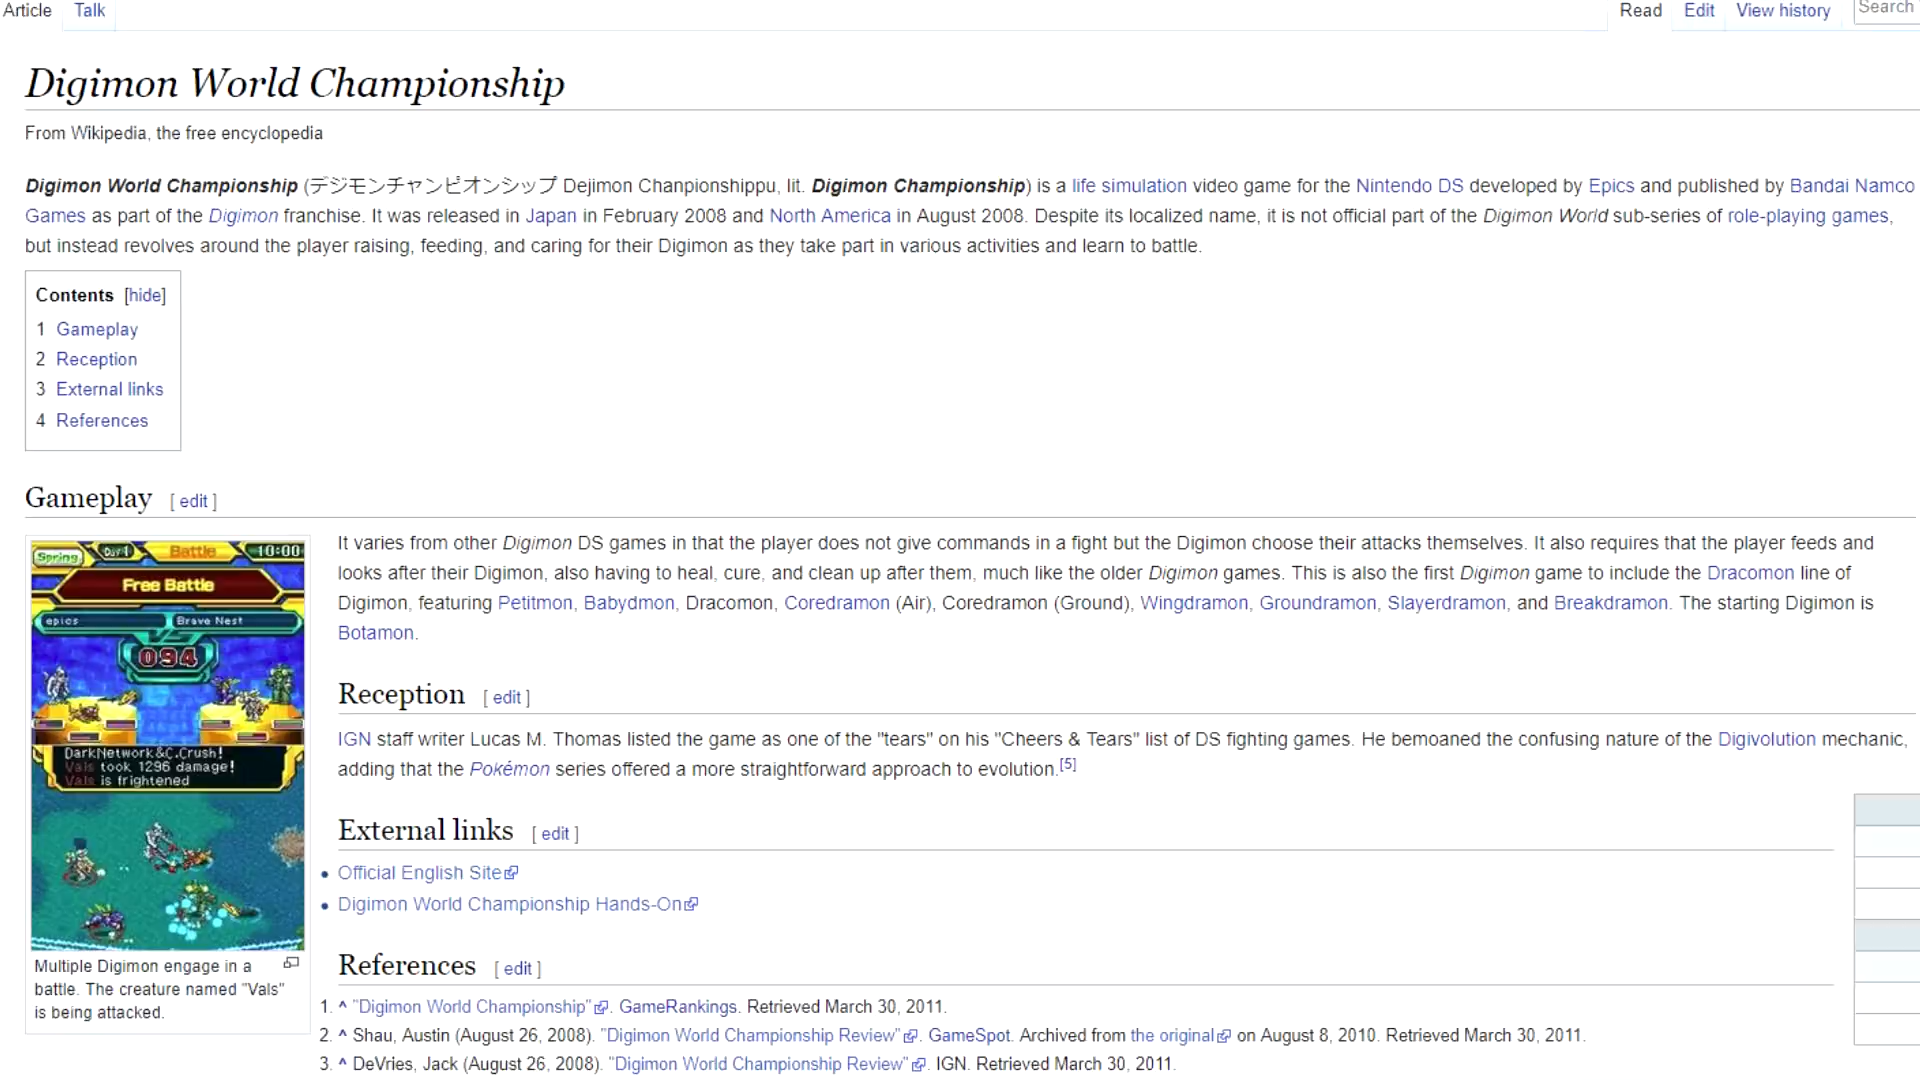 Article Talk Read Edit View history Search
Digimon World Championship
From Wikipedia, the free encyclopedia
Digimon World Championship (デジモンチャンピオンシップ Dejimon Chanpionshippu, lit. Digimon Championship) is a life simulation video game for the Nintendo DS developed by Epics and published by Bandai Namco
Games as part of the Digimon franchise. It was released in Japan in February 2008 and North America in August 2008. Despite its localized name, it is not official part of the Digimon World sub-series of role-playing games,
but instead revolves around the player raising, feeding, and caring for their Digimon as they take part in various activities and learn to battle.
Contents [hide]
1 Gameplay
2 Reception
3 External links
4 References
Gameplay [ edit ]
Spring Day 1 Battle 10:00
Free Battle
epics Brave Nest
VS
094
DarkNetwork&C.Crush!
Vals took 1296 damage!
Vals is frightened
Multiple Digimon engage in a
battle. The creature named "Vals"
is being attacked.
It varies from other Digimon DS games in that the player does not give commands in a fight but the Digimon choose their attacks themselves. It also requires that the player feeds and
looks after their Digimon, also having to heal, cure, and clean up after them, much like the older Digimon games. This is also the first Digimon game to include the Dracomon line of
Digimon, featuring Petitmon, Babydmon, Dracomon, Coredramon (Air), Coredramon (Ground), Wingdramon, Groundramon, Slayerdramon, and Breakdramon. The starting Digimon is
Botamon.
Reception [ edit ]
IGN staff writer Lucas M. Thomas listed the game as one of the "tears" on his "Cheers & Tears" list of DS fighting games. He bemoaned the confusing nature of the Digivolution mechanic,
adding that the Pokémon series offered a more straightforward approach to evolution.[5]
External links [ edit ]
• Official English Site
• Digimon World Championship Hands-On
References [ edit ]
1. ^ "Digimon World Championship". GameRankings. Retrieved March 30, 2011.
2. ^ Shau, Austin (August 26, 2008). "Digimon World Championship Review". GameSpot. Archived from the original on August 8, 2010. Retrieved March 30, 2011.
3. ^ DeVries, Jack (August 26, 2008). "Digimon World Championship Review". IGN. Retrieved March 30, 2011.